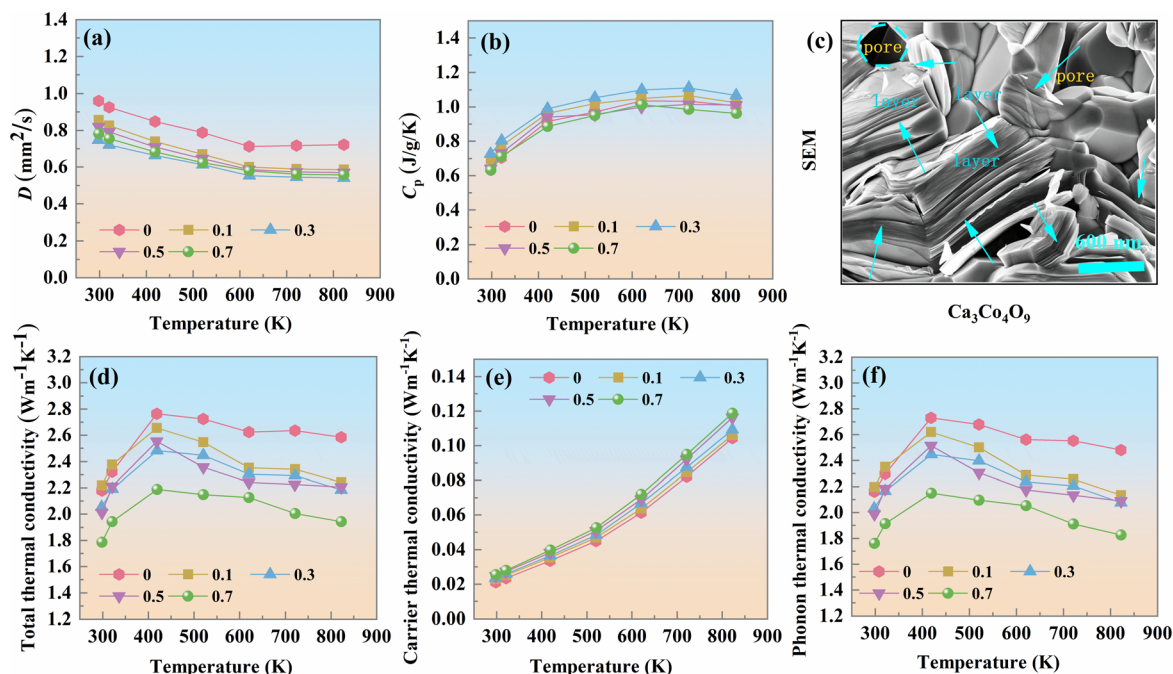 (a)
D (mm²/s)
1.4
1.2
1.0
0.8
0.6
0.4
0.2
0.0
0 0.1 0.3
0.5 0.7
300 400 500 600 700 800 900
Temperature (K)
(b)
Cp (J/g/K)
1.4
1.2
1.0
0.8
0.6
0.4
0.2
0.0
0 0.1 0.3
0.5 0.7
300 400 500 600 700 800 900
Temperature (K)
(c)
SEM
pore
pore
layer
layer
layer
600 nm
Ca₃Co₄O₉
(d)
Total thermal conductivity (Wm⁻¹K⁻¹)
3.2
3.0
2.8
2.6
2.4
2.2
2.0
1.8
1.6
1.4
1.2
0 0.1 0.3
0.5 0.7
300 400 500 600 700 800 900
Temperature (K)
(e)
Carrier thermal conductivity (Wm⁻¹K⁻¹)
0.14
0.12
0.10
0.08
0.06
0.04
0.02
0.00
0 0.1 0.3
0.5 0.7
300 400 500 600 700 800 900
Temperature (K)
(f)
Phonon thermal conductivity (Wm⁻¹K⁻¹)
3.2
3.0
2.8
2.6
2.4
2.2
2.0
1.8
1.6
1.4
1.2
0 0.1 0.3
0.5 0.7
300 400 500 600 700 800 900
Temperature (K)